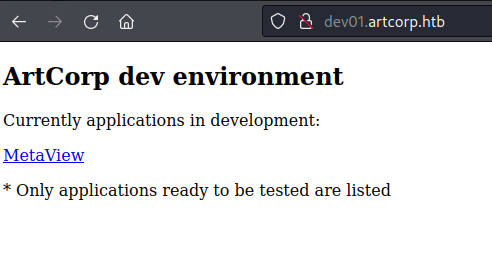 dev01.artcorp.htb
ArtCorp dev environment
Currently applications in development:
MetaView
* Only applications ready to be tested are listed